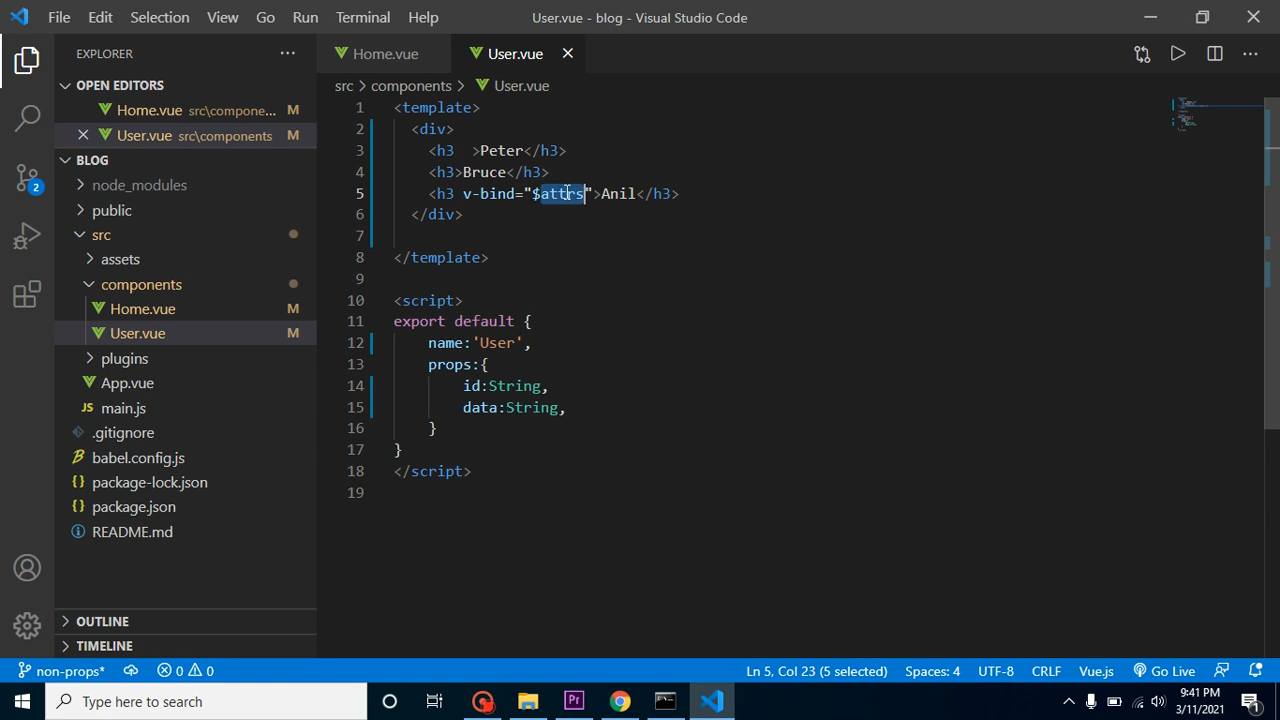 File Edit Selection View Go Run Terminal Help
User.vue - blog - Visual Studio Code
EXPLORER
OPEN EDITORS
Home.vue src\compone... M
User.vue src\components M
BLOG
node_modules
public
src
assets
components
Home.vue M
User.vue M
plugins
App.vue
JS main.js
.gitignore
babel.config.js
{} package-lock.json
{} package.json
README.md
OUTLINE
TIMELINE
2
Home.vue User.vue
src > components > User.vue
1 <template>
2 <div>
3 <h3 >Peter</h3>
4 <h3>Bruce</h3>
5 <h3 v-bind="$attrs">Anil</h3>
6 </div>
7
8 </template>
9
10 <script>
11 export default {
12 name:'User',
13 props:{
14 id:String,
15 data:String,
16 }
17 }
18 </script>
19
non-props* 0 0 Ln 5, Col 23 (5 selected) Spaces: 4 UTF-8 CRLF Vue.js Go Live
Type here to search
Pr
9:41 PM
3/11/2021
1